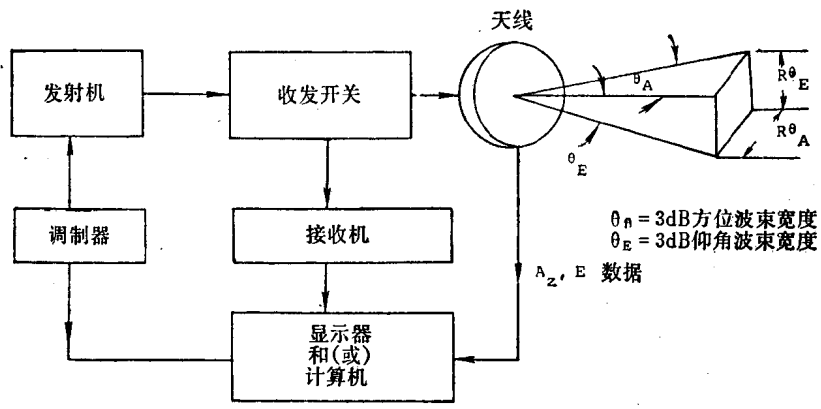 天线
发射机
收发开关
θA
RθE
RθA
θE
调制器
接收机
θA = 3dB方位波束宽度
θE = 3dB仰角波束宽度
Az, E 数据
显示器
和(或)
计算机